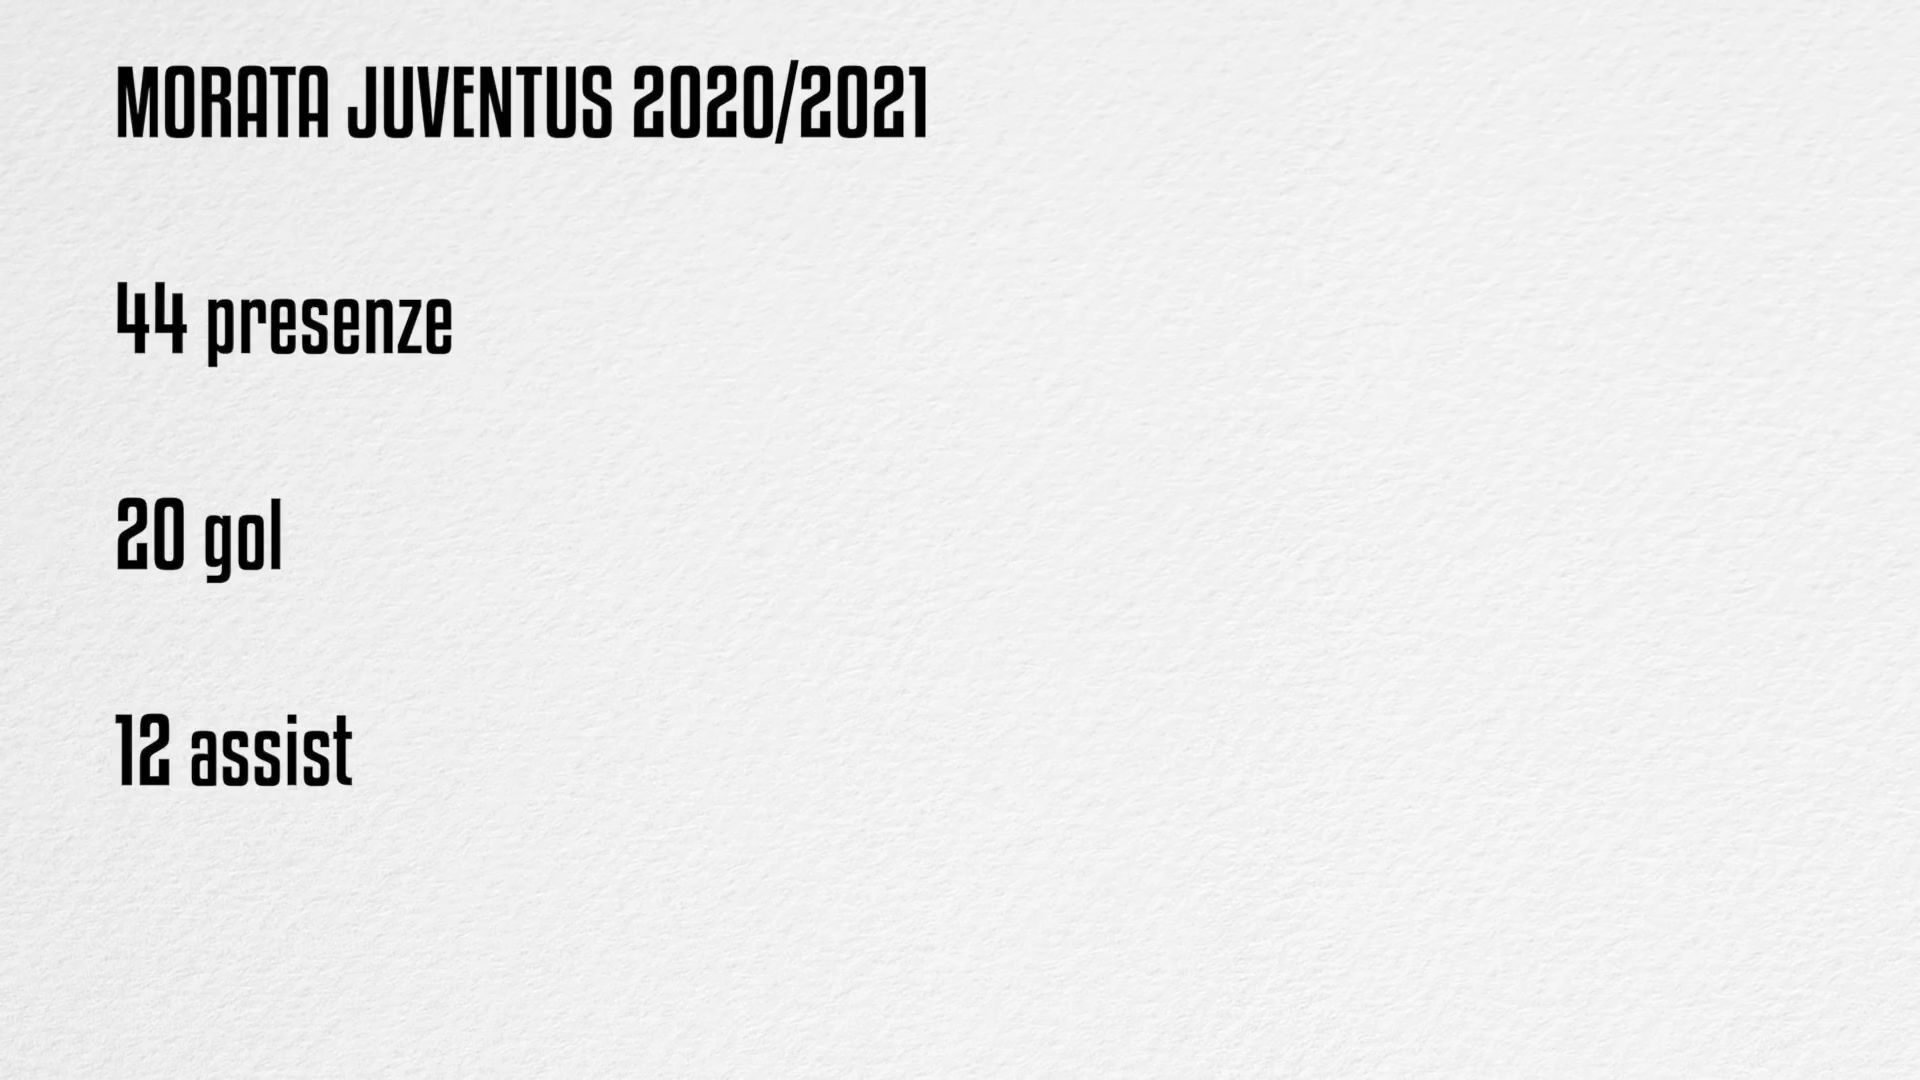 MORATA JUVENTUS 2020/2021
44 presenze
20 gol
12 assist